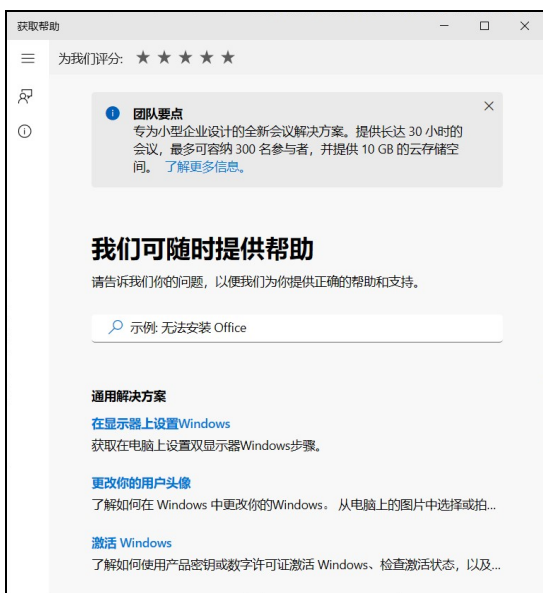 获取帮助
为我们评分: ★ ★ ★ ★ ★
团队要点
专为小型企业设计的全新会议解决方案。提供长达 30 小时的
会议，最多可容纳 300 名参与者，并提供 10 GB 的云存储空
间。 了解更多信息。
我们可随时提供帮助
请告诉我们你的问题，以便我们为你提供正确的帮助和支持。
示例: 无法安装 Office
通用解决方案
在显示器上设置Windows
获取在电脑上设置双显示器Windows步骤。
更改你的用户头像
了解如何在 Windows 中更改你的Windows。 从电脑上的图片中选择或拍...
激活 Windows
了解如何使用产品密钥或数字许可证激活 Windows、检查激活状态，以及...